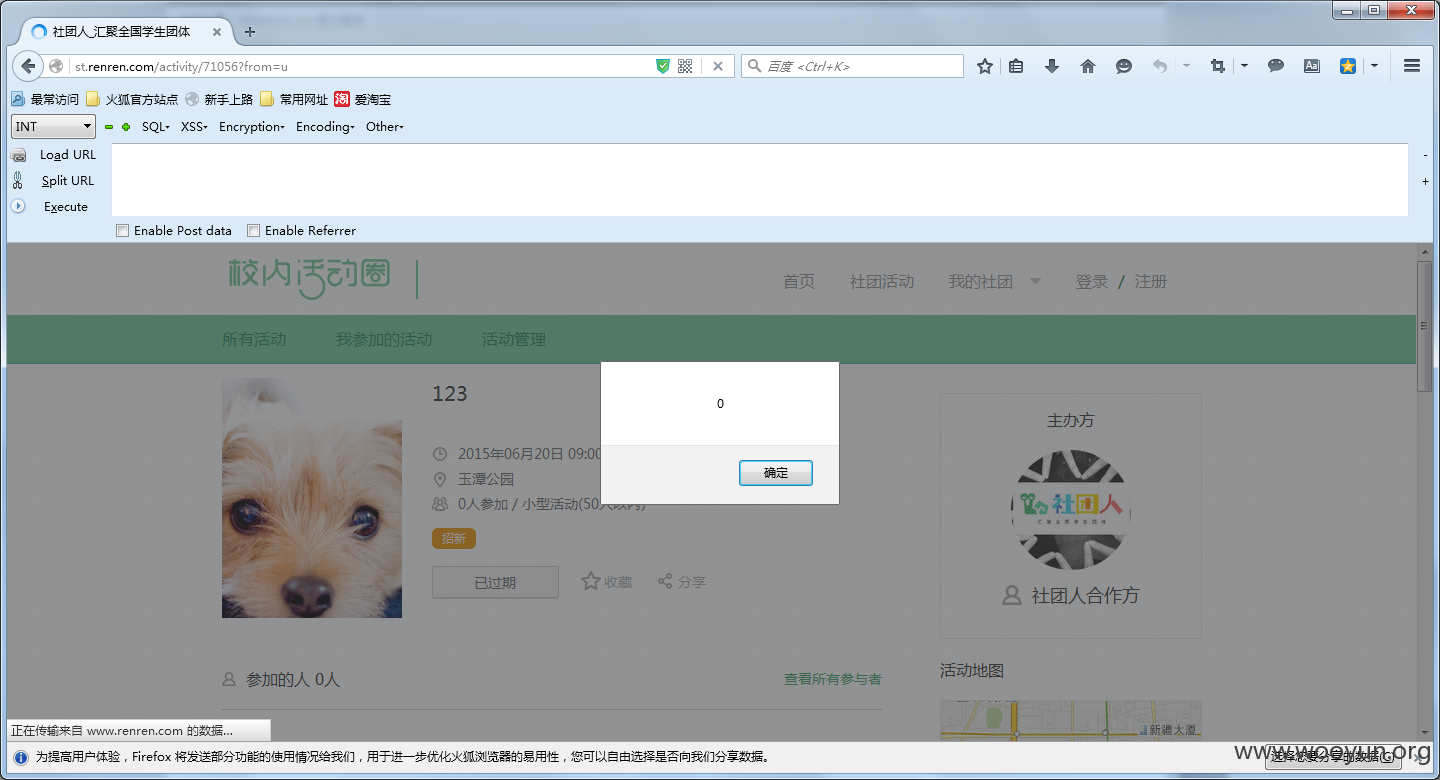 社团人_汇聚全国学生团体
st.renren.com/activity/71056?from=u
百度 <Ctrl+K>
最常访问 火狐官方站点 新手上路 常用网址 淘 爱淘宝
INT SQL XSS Encryption Encoding Other
Load URL
Split URL
Execute
Enable Post data Enable Referrer
校内活动圈
首页 社团活动 我的社团 登录 / 注册
所有活动 我参加的活动 活动管理
123
2015年06月20日 09:00
玉潭公园
0人参加 / 小型活动(50人以内)
招新
已过期 收藏 分享
0
确定
主办方
社团人
汇聚全国学生团体
社团人合作方
参加的人 0人
查看所有参与者
活动地图
新疆大厦
正在传输来自 www.renren.com 的数据...
为提高用户体验，Firefox 将发送部分功能的使用情况给我们，用于进一步优化火狐浏览器的易用性，您可以自由选择是否向我们分享数据。
选择您要分享的数据(C)
www.wooyun.org